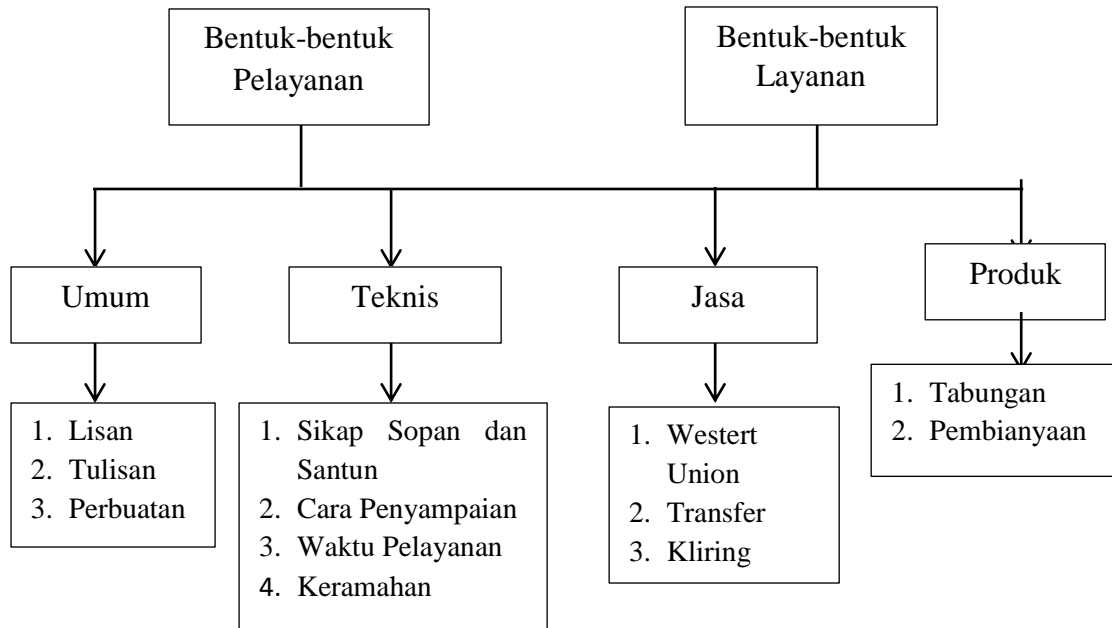 Bentuk-bentuk
Pelayanan
Bentuk-bentuk
Layanan
Umum
Teknis
Jasa
Produk
1. Lisan
2. Tulisan
3. Perbuatan
1. Sikap Sopan dan
Santun
2. Cara Penyampaian
3. Waktu Pelayanan
4. Keramahan
1. Westert
Union
2. Transfer
3. Kliring
1. Tabungan
2. Pembianyaan